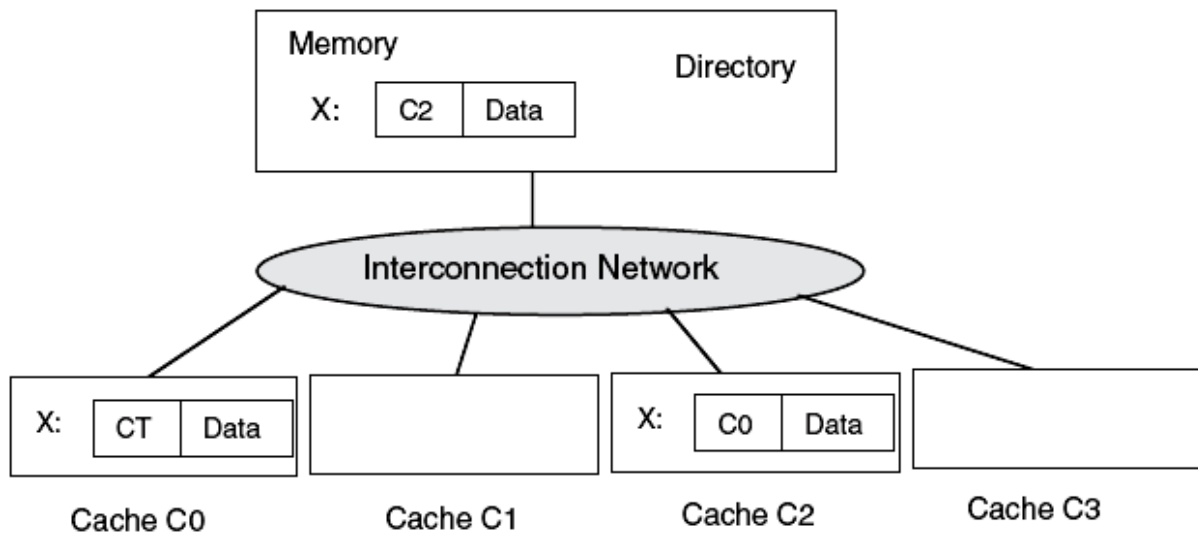 Memory
Directory
X: C2 Data
Interconnection Network
X: CT Data
X: C0 Data
Cache C0
Cache C1
Cache C2
Cache C3